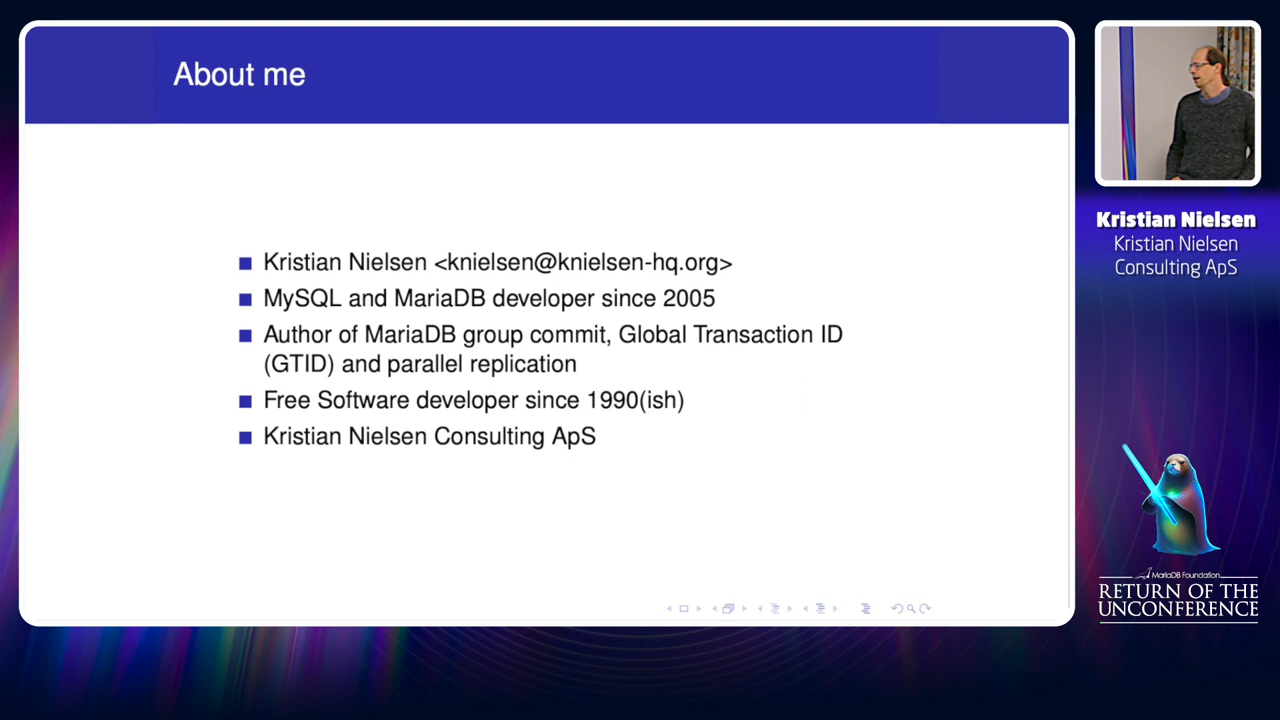 About me
Kristian Nielsen <knielsen@knielsen-hq.org>
MySQL and MariaDB developer since 2005
Author of MariaDB group commit, Global Transaction ID
(GTID) and parallel replication
Free Software developer since 1990(ish)
Kristian Nielsen Consulting ApS
Kristian Nielsen
Kristian Nielsen
Consulting ApS
MariaDB Foundation
RETURN OF THE
UNCONFERENCE